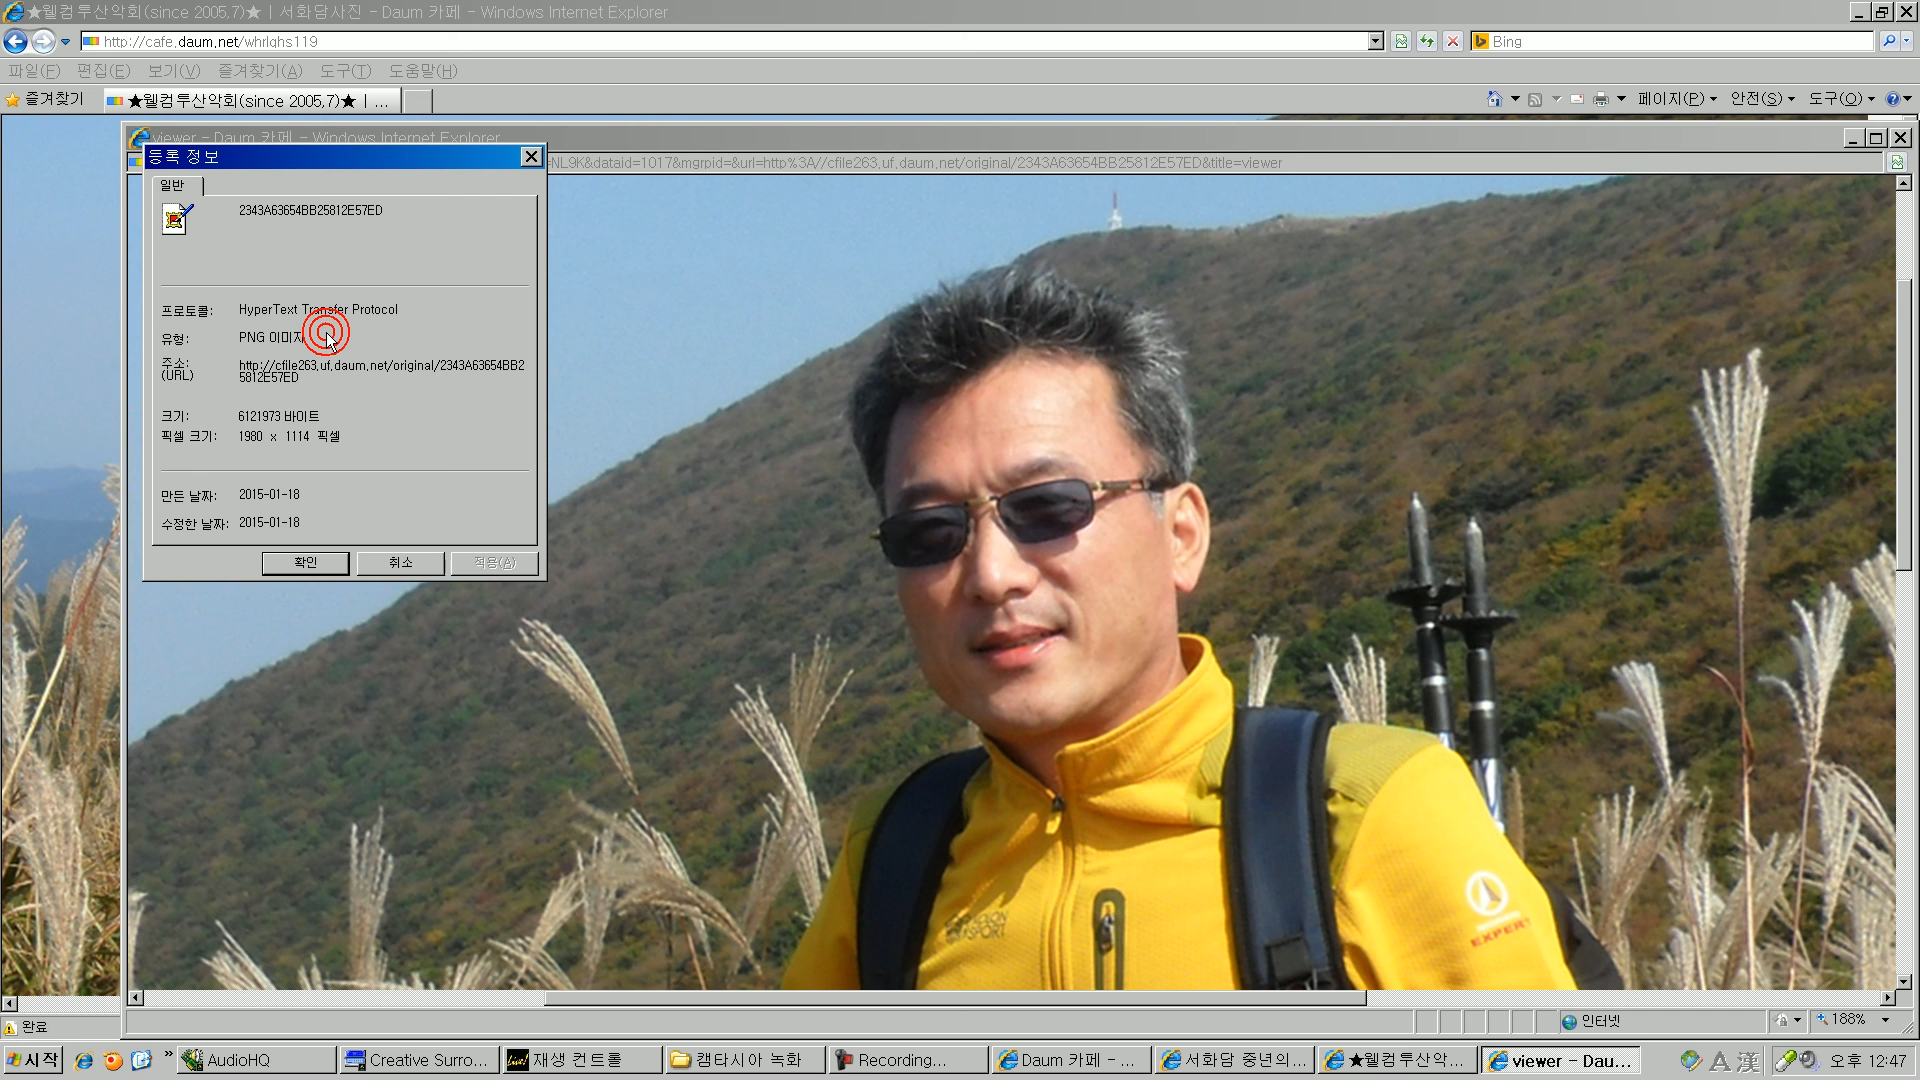 ★웰컴투산악회(since 2005.7)★ | 서화담사진 - Daum 카페 - Windows Internet Explorer
http://cafe.daum.net/whrlghs119
Bing
파일(F) 편집(E) 보기(V) 즐겨찾기(A) 도구(T) 도움말(H)
즐겨찾기
★웰컴투산악회(since 2005.7)★ | ...
페이지(P) 안전(S) 도구(O)
viewer - Daum 카페 - Windows Internet Explorer
=NL9K&dataid=1017&mgrpid=&url=http%3A//cfile263.uf.daum.net/original/2343A63654BB25812E57ED&title=viewer
등록 정보
일반
2343A63654BB25812E57ED
프로토콜: HyperText Transfer Protocol
유형: PNG 이미지
주소: (URL) http://cfile263.uf.daum.net/original/2343A63654BB2
5812E57ED
크기: 6121973 바이트
픽셀 크기: 1980 x 1114 픽셀
만든 날짜: 2015-01-18
수정한 날짜: 2015-01-18
확인 취소 적용(A)
EXPERT
완료
인터넷
188%
시작
»
AudioHQ
Creative Surro...
Live!
재생 컨트롤
캠타시아 녹화
Recording...
Daum 카페 - ...
서화담 중년의...
★웰컴투산악...
viewer - Dau...
A 漢
오후 12:47